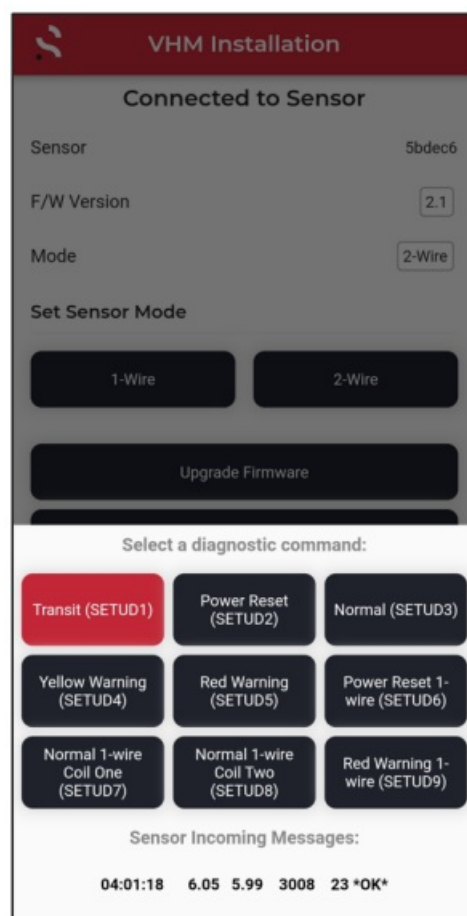 VHM Installation
Connected to Sensor
Sensor 5bdec6
F/W Version 2.1
Mode 2-Wire
Set Sensor Mode
1-Wire 2-Wire
Upgrade Firmware
Select a diagnostic command:
Transit (SETUD1)
Power Reset
(SETUD2)
Normal (SETUD3)
Yellow Warning
(SETUD4)
Red Warning
(SETUD5)
Power Reset 1-
wire (SETUD6)
Normal 1-wire
Coil One
(SETUD7)
Normal 1-wire
Coil Two
(SETUD8)
Red Warning 1-
wire (SETUD9)
Sensor Incoming Messages:
04:01:18 6.05 5.99 3008 23 *OK*